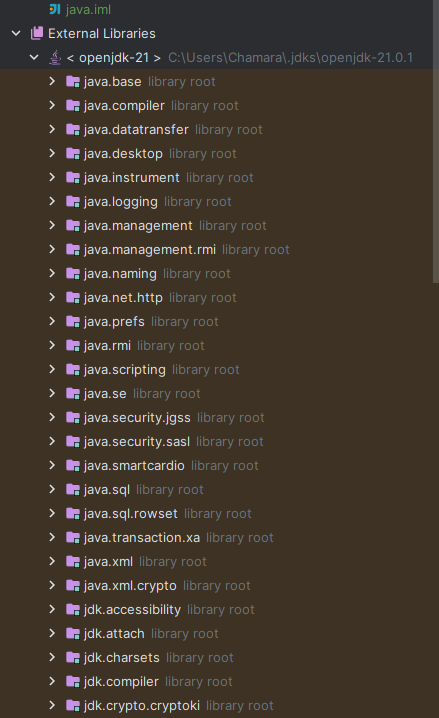 java.iml
External Libraries
< openjdk-21 > C:\Users\Chamara\.jdks\openjdk-21.0.1
java.base library root
java.compiler library root
java.datatransfer library root
java.desktop library root
java.instrument library root
java.logging library root
java.management library root
java.management.rmi library root
java.naming library root
java.net.http library root
java.prefs library root
java.rmi library root
java.scripting library root
java.se library root
java.security.jgss library root
java.security.sasl library root
java.smartcardio library root
java.sql library root
java.sql.rowset library root
java.transaction.xa library root
java.xml library root
java.xml.crypto library root
jdk.accessibility library root
jdk.attach library root
jdk.charsets library root
jdk.compiler library root
jdk.crypto.cryptoki library root